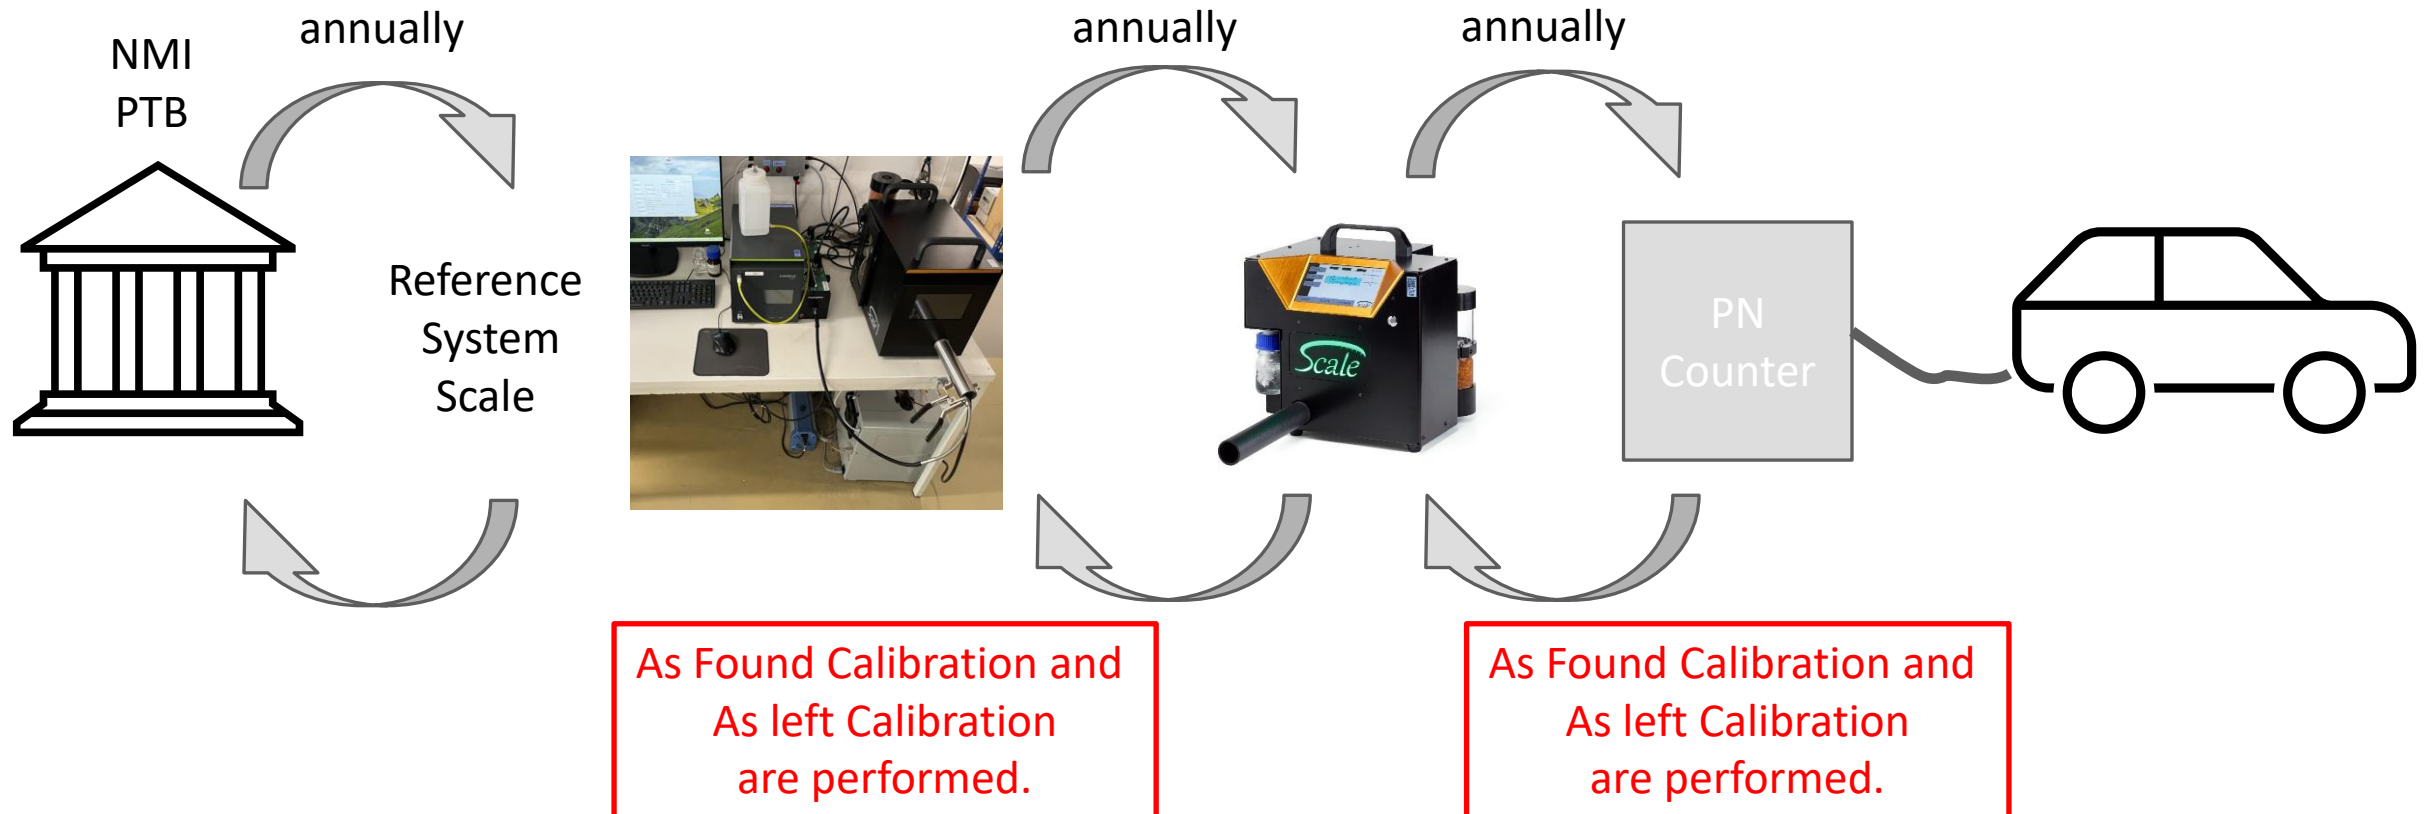 annually
annually
annually
NMI
PTB
Reference
System
Scale
Scale
PN
Counter
As Found Calibration and
As left Calibration
are performed.
As Found Calibration and
As left Calibration
are performed.